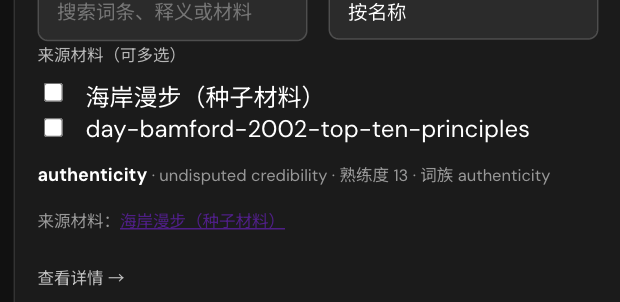 搜索词条、释义或材料
按名称
来源材料（可多选）
海岸漫步（种子材料）
day-bamford-2002-top-ten-principles
authenticity · undisputed credibility · 熟练度 13 · 词族 authenticity
来源材料：海岸漫步（种子材料）
查看详情 →